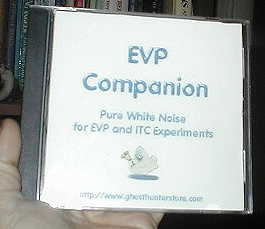 EVP
Companion
Pure White Noise
for EVP and ITC Experiments
http://www.ghosthunterstore.com